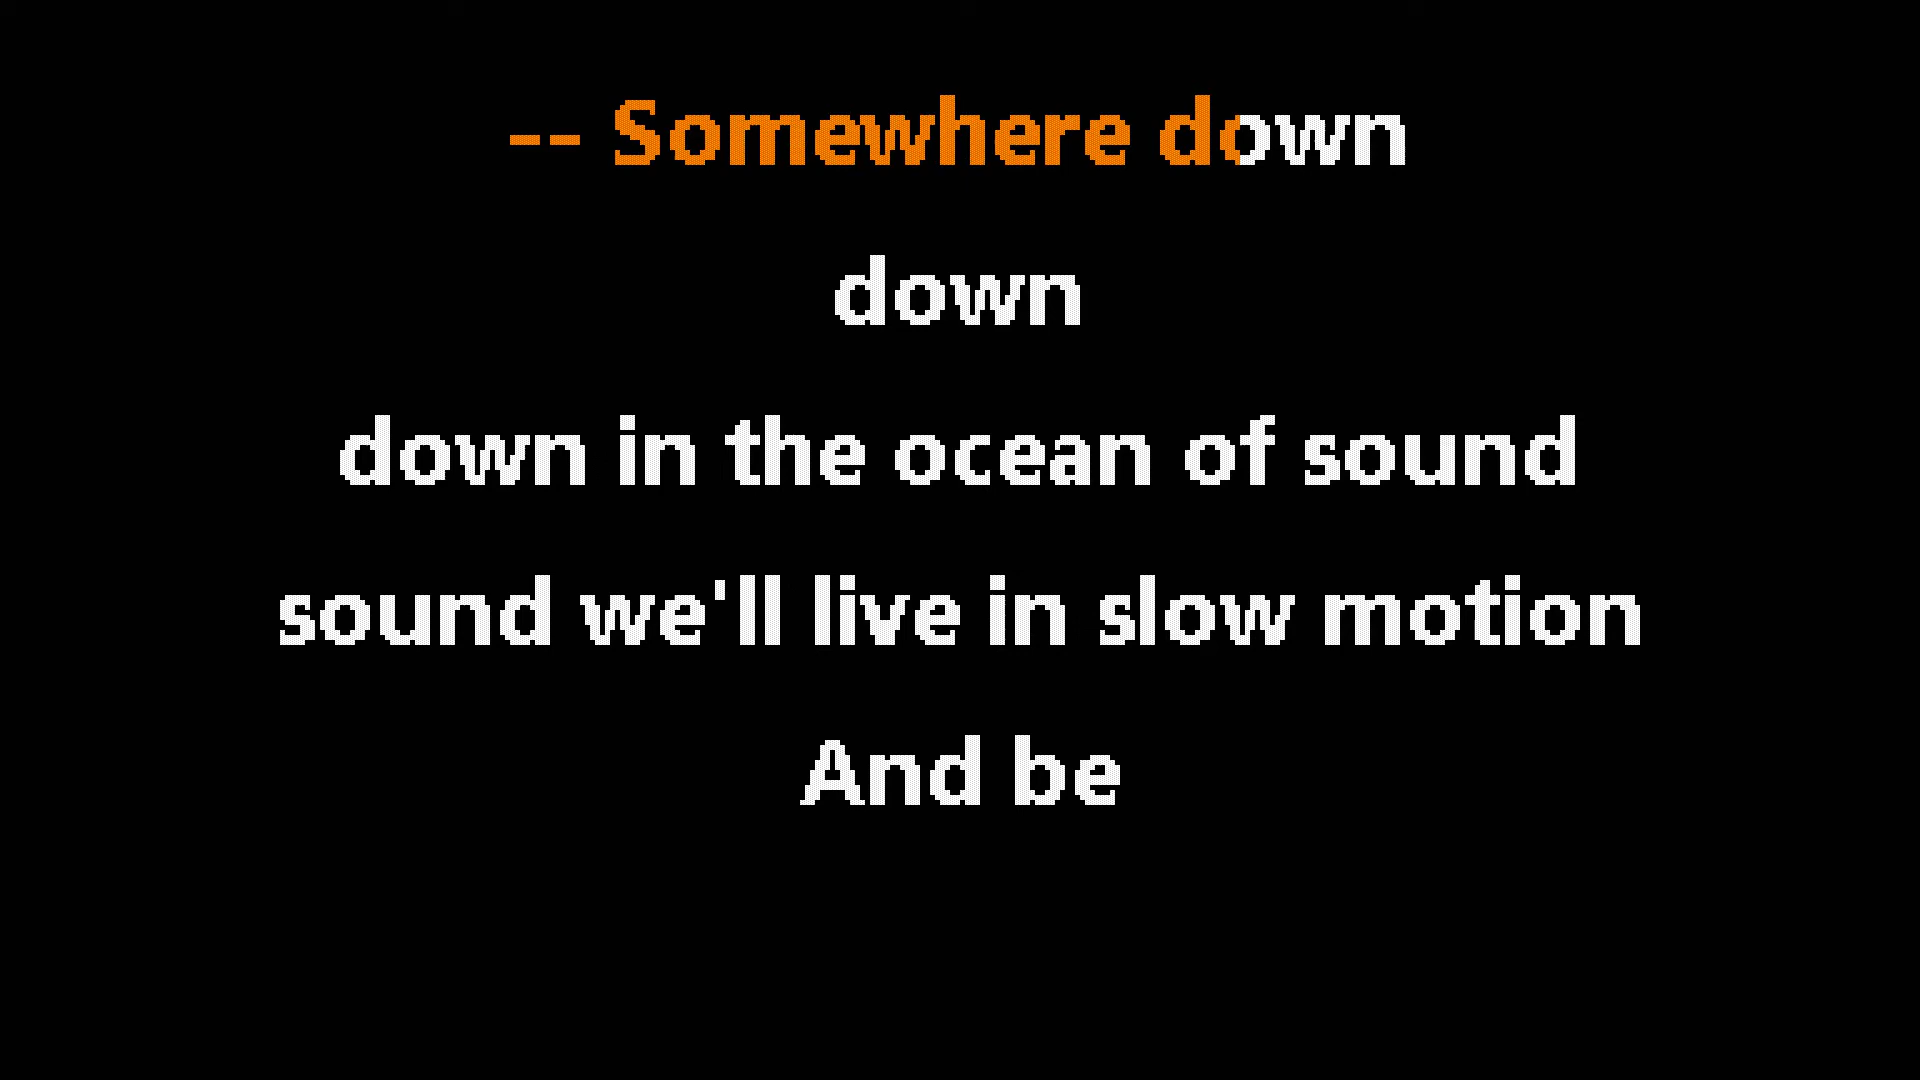 -- Somewhere down
down
down in the ocean of sound
sound we'll live in slow motion
And be